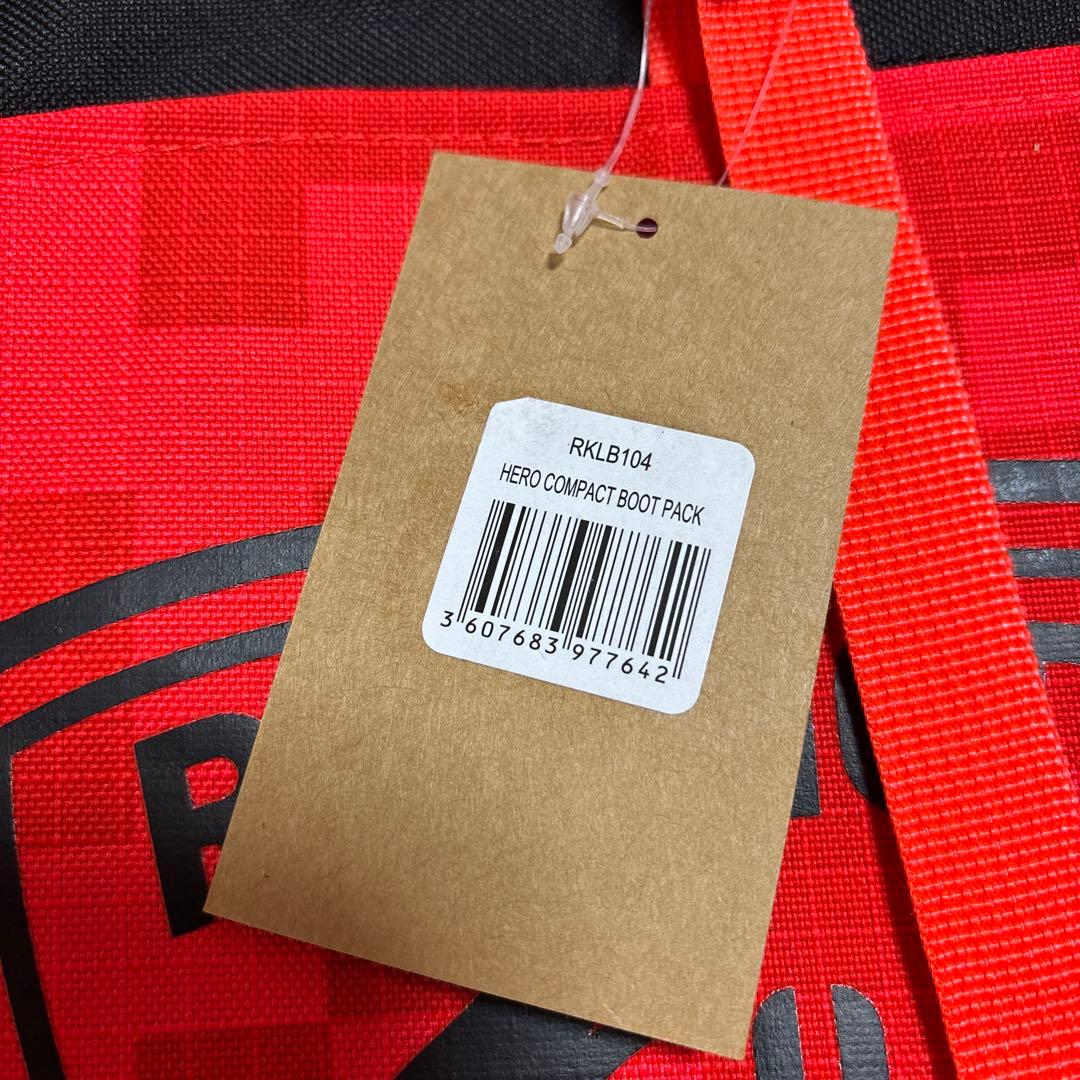 RKLB104
HERO COMPACT BOOT PACK
3 607683 977642